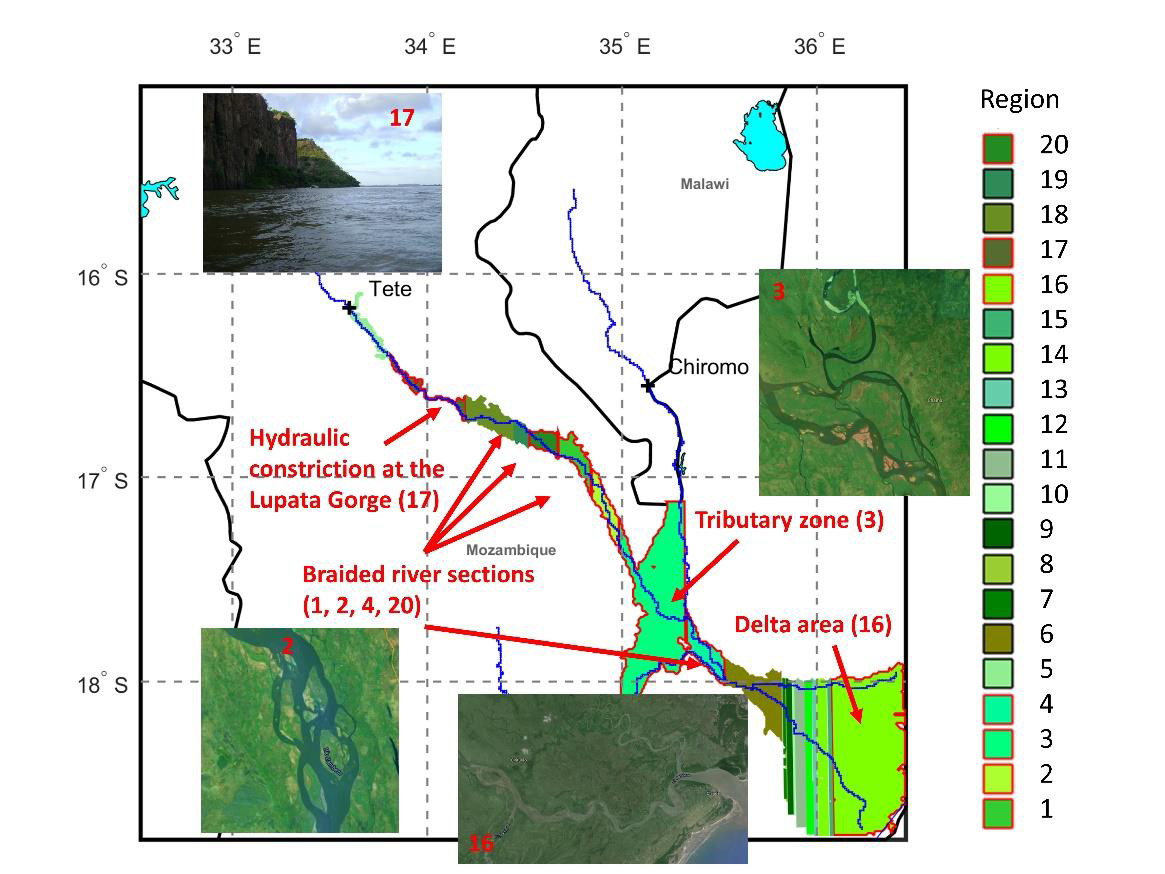 33° E
34° E
35° E
36° E
Region
17
20
19
18
17
16
15
14
13
12
11
10
9
8
7
6
5
4
3
2
1
Malawi
16° S
Tete
3
Chiromo
Hydraulic
constriction at the
Lupata Gorge (17)
17° S
Tributary zone (3)
Mozambique
Braided river sections
(1, 2, 4, 20)
Delta area (16)
2
18° S
16